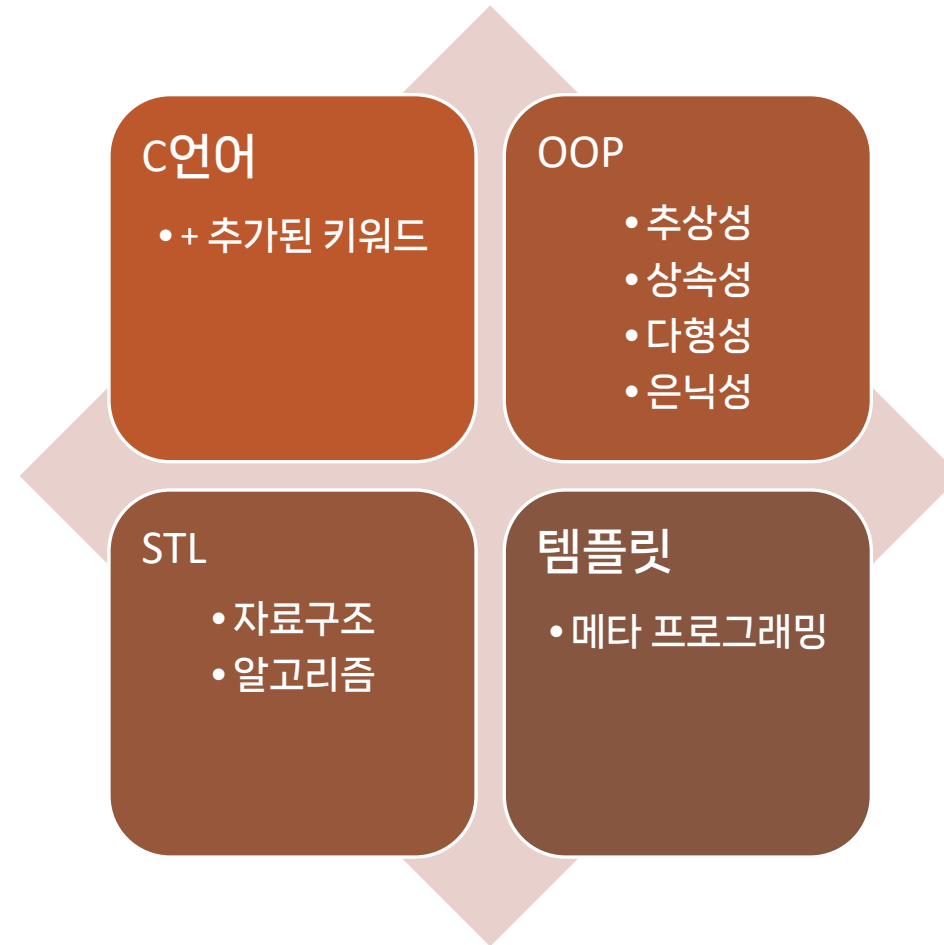 C언어
• + 추가된 키워드
OOP
• 추상성
• 상속성
• 다형성
• 은닉성
STL
• 자료구조
• 알고리즘
템플릿
• 메타 프로그래밍